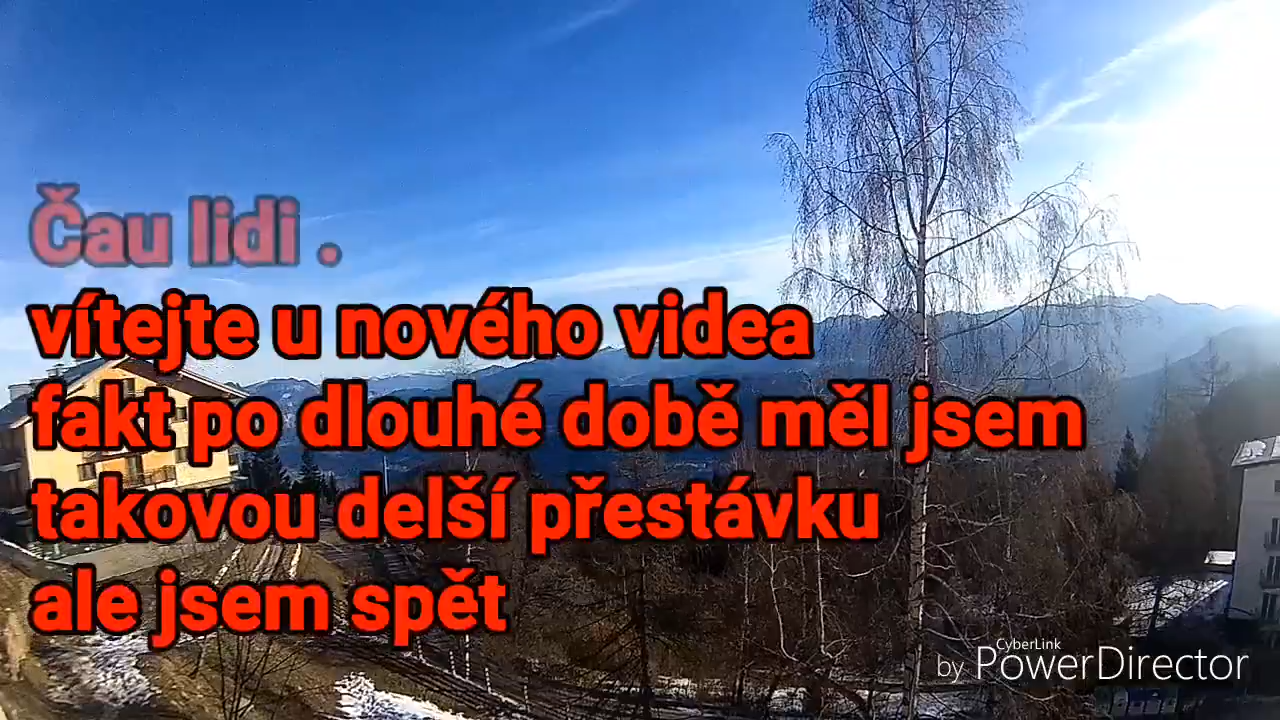 Čau lidi .
vítejte u nového videa
fakt po dlouhé době měl jsem
takovou delší přestávku
ale jsem spět
CyberLink
by PowerDirector